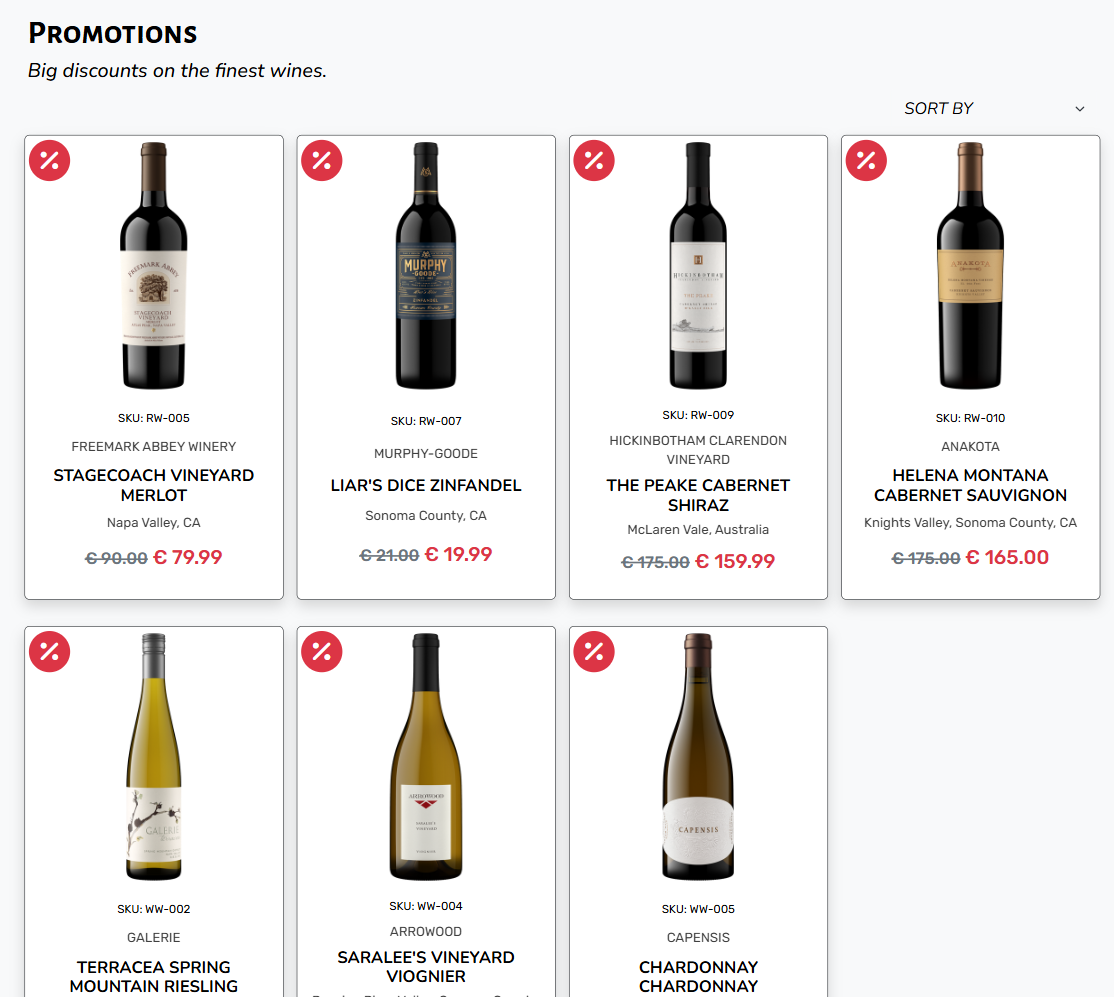 Promotions
Big discounts on the finest wines.
SORT BY
FREEMARK ABBEY
STAGECOACH
VINEYARD
SKU: RW-005
FREEMARK ABBEY WINERY
STAGECOACH VINEYARD
MERLOT
Napa Valley, CA
€ 90.00 € 79.99
MURPHY
-GOODE-
ZINFANDEL
SKU: RW-007
MURPHY-GOODE
LIAR'S DICE ZINFANDEL
Sonoma County, CA
€ 21.00 € 19.99
HICKINBOTHAM
THE PEAKE
SKU: RW-009
HICKINBOTHAM CLARENDON
VINEYARD
THE PEAKE CABERNET
SHIRAZ
McLaren Vale, Australia
€ 175.00 € 159.99
ANAKOTA
SKU: RW-010
ANAKOTA
HELENA MONTANA
CABERNET SAUVIGNON
Knights Valley, Sonoma County, CA
€ 175.00 € 165.00
GALERIE
SKU: WW-002
GALERIE
TERRACEA SPRING
MOUNTAIN RIESLING
ARROWOOD
SARALEE'S
VINEYARD
SKU: WW-004
ARROWOOD
SARALEE'S VINEYARD
VIOGNIER
CAPENSIS
SKU: WW-005
CAPENSIS
CHARDONNAY
CHARDONNAY